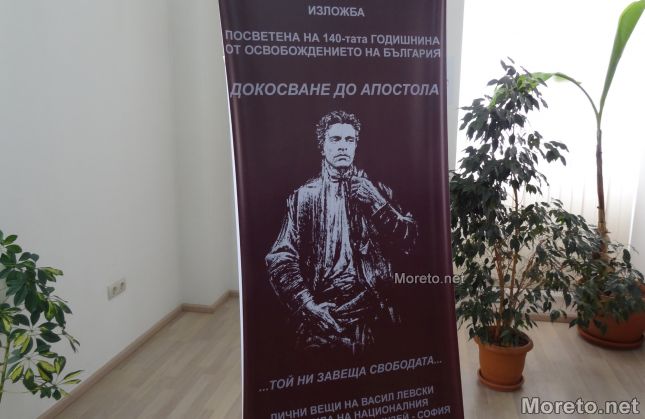 ИЗЛОЖБА
ПОСВЕТЕНА НА 140-тата ГОДИШНИНА
ОТ ОСВОБОЖДЕНИЕТО НА БЪЛГАРИЯ
ДОКОСВАНЕ ДО АПОСТОЛА
Moreto.net
...ТОЙ НИ ЗАВЕЩА СВОБОДАТА...
ЛИЧНИ ВЕЩИ НА ВАСИЛ ЛЕВСКИ
НА НАЦИОНАЛНИЯ
- СОФИЯ
Moreto.net